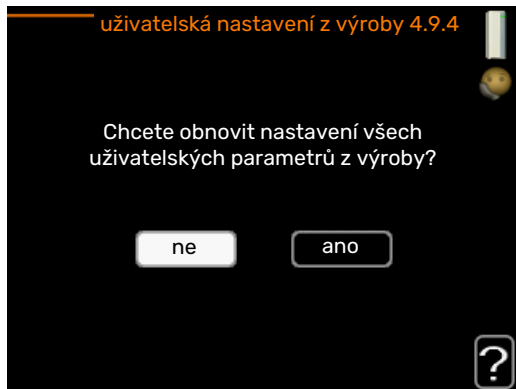 uživatelská nastavení z výroby 4.9.4
Chcete obnovit nastavení všech
uživatelských parametrů z výroby?
ne
ano
?